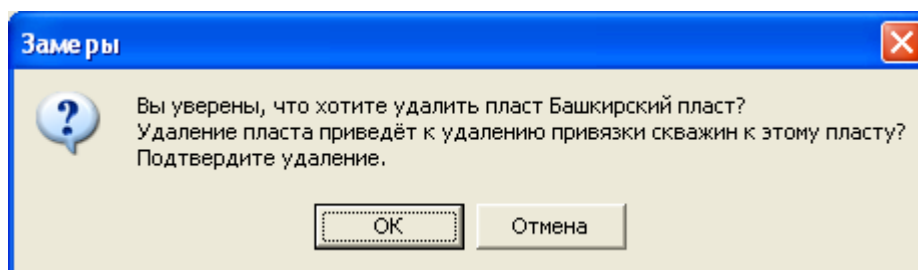 Замеры
Вы уверены, что хотите удалить пласт Башкирский пласт?
Удаление пласта приведёт к удалению привязки скважин к этому пласту?
Подтвердите удаление.
ОК
Отмена